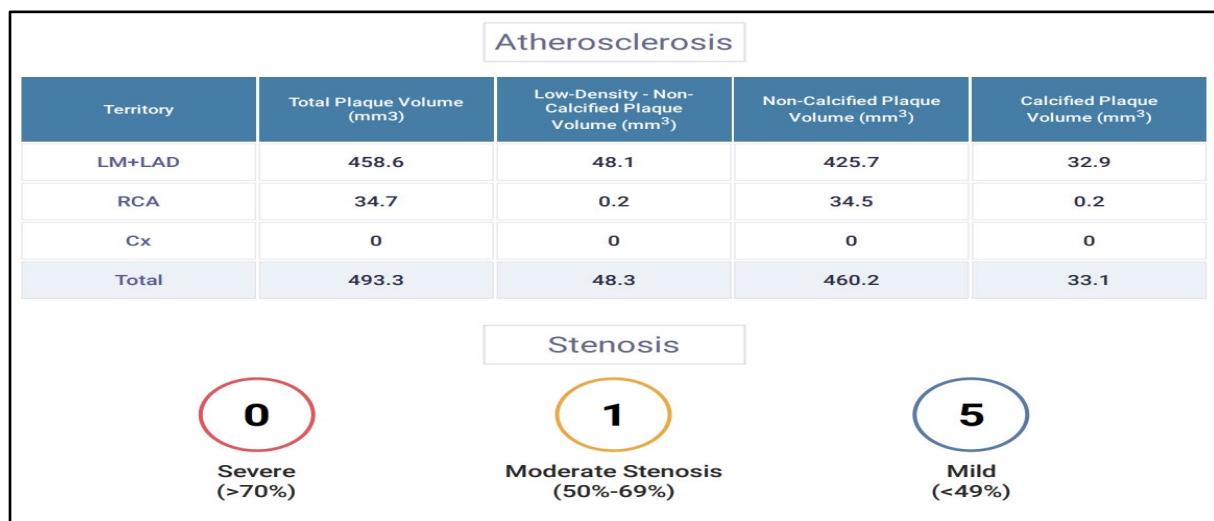 Atherosclerosis
Territory
Total Plaque Volume
(mm3)
Low-Density - Non-
Calcified Plaque
Volume (mm³)
Non-Calcified Plaque
Volume (mm³)
Calcified Plaque
Volume (mm³)
LM+LAD 458.6 48.1 425.7 32.9
RCA 34.7 0.2 34.5 0.2
Cx 0 0 0 0
Total 493.3 48.3 460.2 33.1
Stenosis
0 1 5
Severe Moderate Stenosis Mild
(>70%) (50%-69%) (<49%)